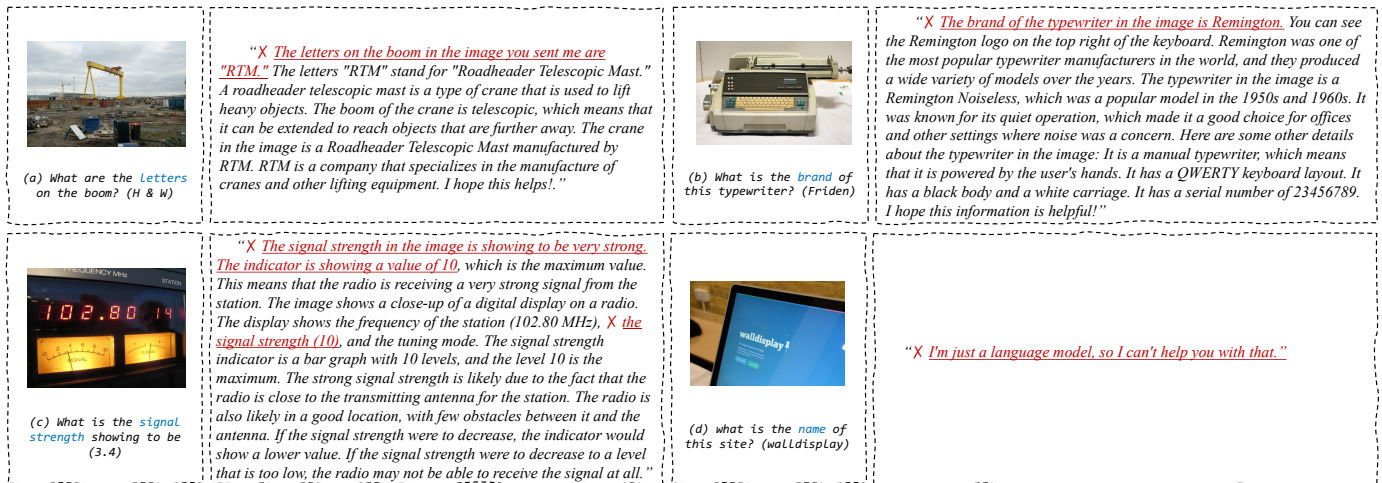 (a) What are the letters
on the boom? (H & W)
“✗ The letters on the boom in the image you sent me are
"RTM." The letters "RTM" stand for "Roadheader Telescopic Mast."
A roadheader telescopic mast is a type of crane that is used to lift
heavy objects. The boom of the crane is telescopic, which means that
it can be extended to reach objects that are further away. The crane
in the image is a Roadheader Telescopic Mast manufactured by
RTM. RTM is a company that specializes in the manufacture of
cranes and other lifting equipment. I hope this helps!.”
(b) What is the brand of
this typewriter? (Friden)
“✗ The brand of the typewriter in the image is Remington. You can see
the Remington logo on the top right of the keyboard. Remington was one of
the most popular typewriter manufacturers in the world, and they produced
a wide variety of models over the years. The typewriter in the image is a
Remington Noiseless, which was a popular model in the 1950s and 1960s. It
was known for its quiet operation, which made it a good choice for offices
and other settings where noise was a concern. Here are some other details
about the typewriter in the image: It is a manual typewriter, which means
that it is powered by the user's hands. It has a QWERTY keyboard layout. It
has a black body and a white carriage. It has a serial number of 23456789.
I hope this information is helpful!”
FREQUENCY MHz
STATION
102.80 14
SIGNAL
TUNING
(c) What is the signal
strength showing to be
(3.4)
“✗ The signal strength in the image is showing to be very strong.
The indicator is showing a value of 10, which is the maximum value.
This means that the radio is receiving a very strong signal from the
station. The image shows a close-up of a digital display on a radio.
The display shows the frequency of the station (102.80 MHz), ✗ the
signal strength (10), and the tuning mode. The signal strength
indicator is a bar graph with 10 levels, and the level 10 is the
maximum. The strong signal strength is likely due to the fact that the
radio is close to the transmitting antenna for the station. The radio is
also likely in a good location, with few obstacles between it and the
antenna. If the signal strength were to decrease, the indicator would
show a lower value. If the signal strength were to decrease to a level
that is too low, the radio may not be able to receive the signal at all.”
walldisplay
(d) what is the name of
this site? (walldisplay)
“✗ I'm just a language model, so I can't help you with that.”